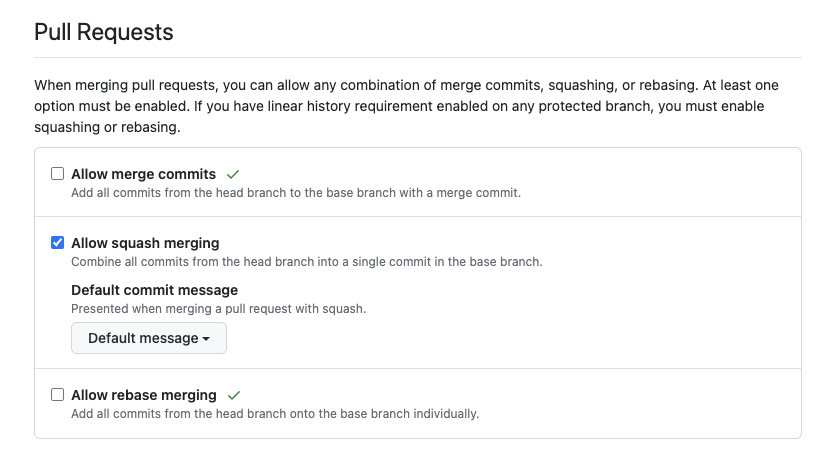 Pull Requests
When merging pull requests, you can allow any combination of merge commits, squashing, or rebasing. At least one
option must be enabled. If you have linear history requirement enabled on any protected branch, you must enable
squashing or rebasing.
Allow merge commits
Add all commits from the head branch to the base branch with a merge commit.
Allow squash merging
Combine all commits from the head branch into a single commit in the base branch.
Default commit message
Presented when merging a pull request with squash.
Default message
Allow rebase merging
Add all commits from the head branch onto the base branch individually.